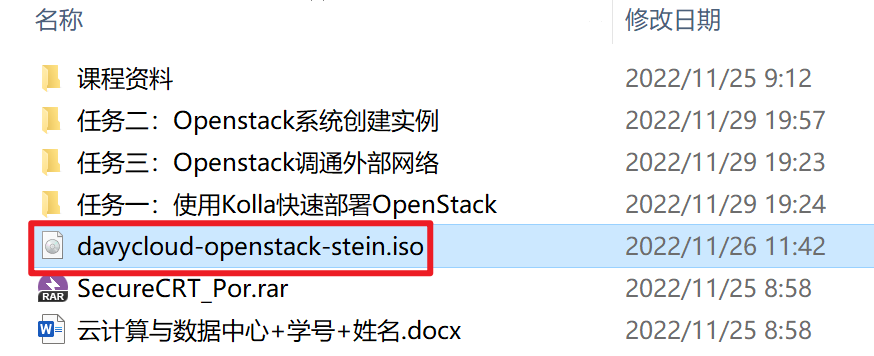 名称 修改日期
课程资料 2022/11/25 9:12
任务二：Openstack系统创建实例 2022/11/29 19:57
任务三：Openstack调通外部网络 2022/11/29 19:23
任务一：使用Kolla快速部署OpenStack 2022/11/29 19:24
davycloud-openstack-stein.iso 2022/11/26 11:42
RAR SecureCRT_Por.rar 2022/11/25 8:58
W 云计算与数据中心+学号+姓名.docx 2022/11/25 8:58